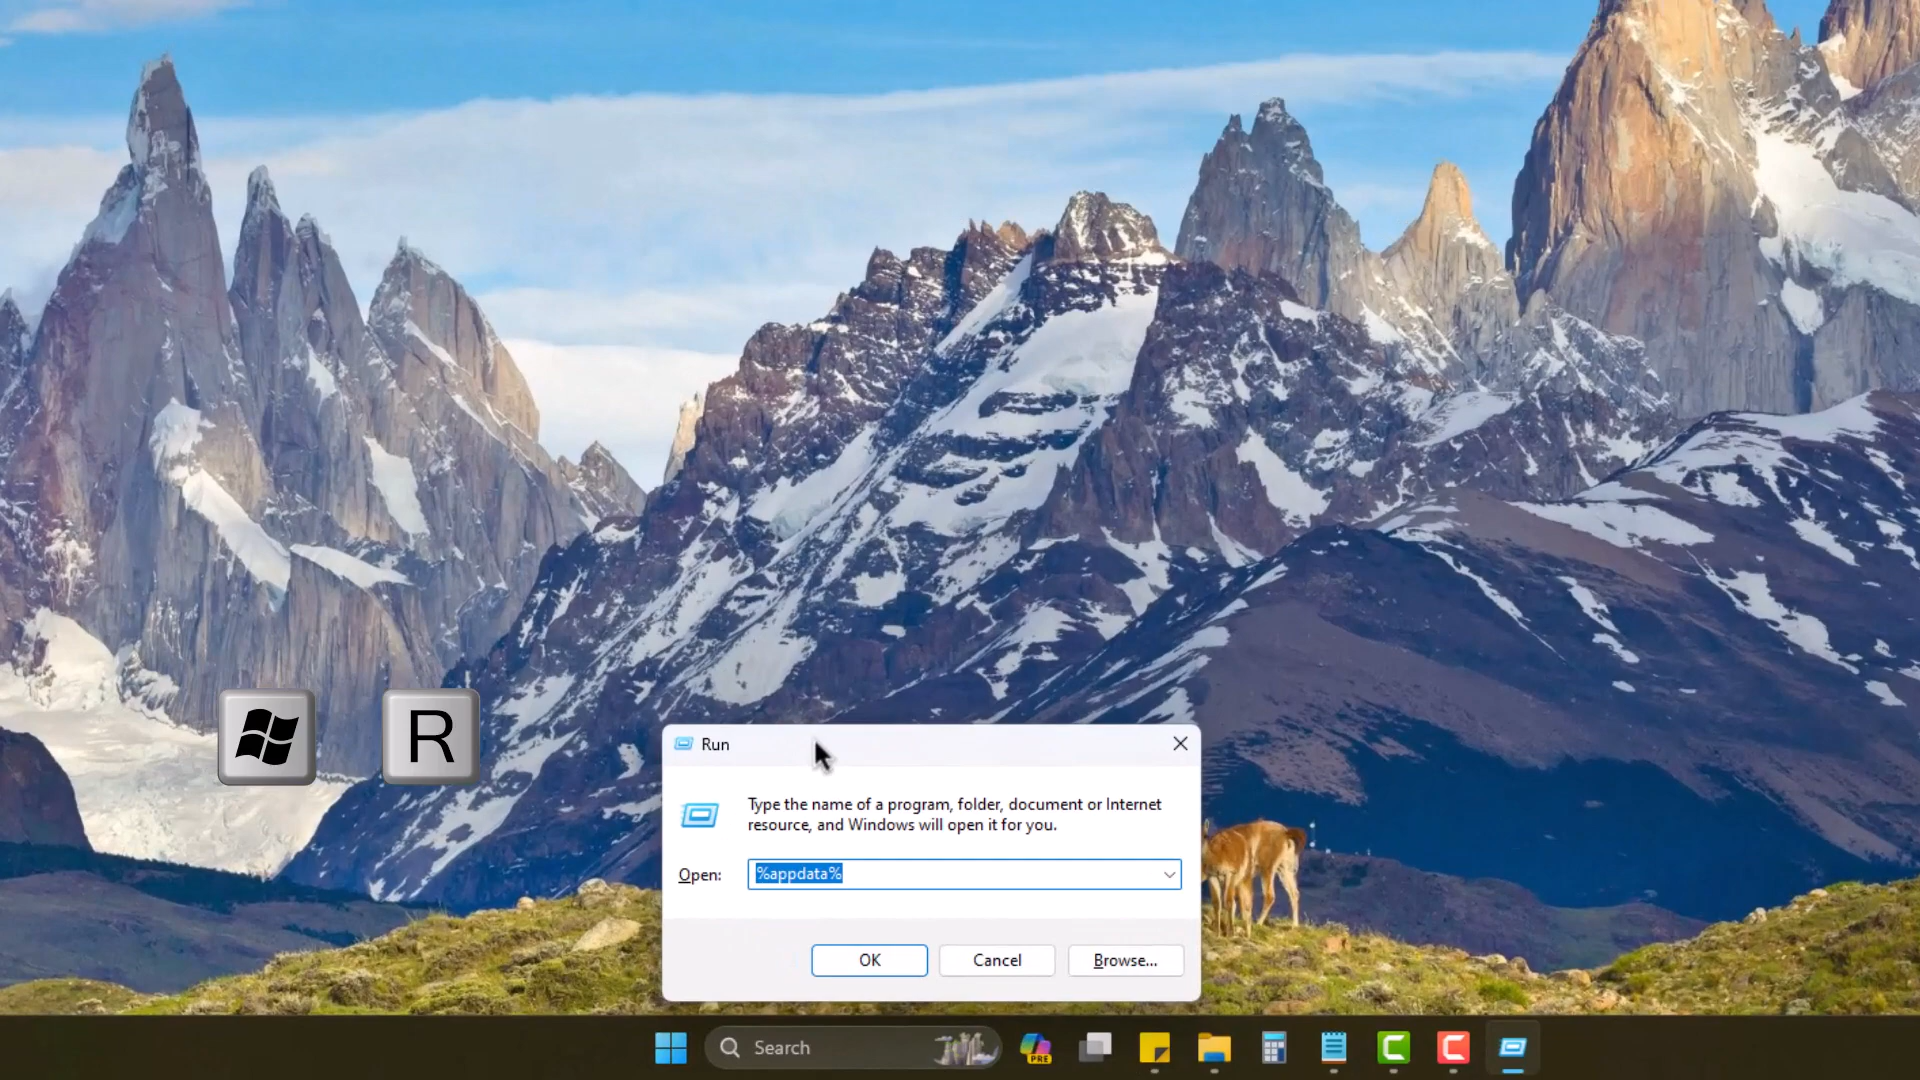 R
Run
Type the name of a program, folder, document or Internet
resource, and Windows will open it for you.
Open: %appdata%
OK Cancel Browse...
Search
PRE